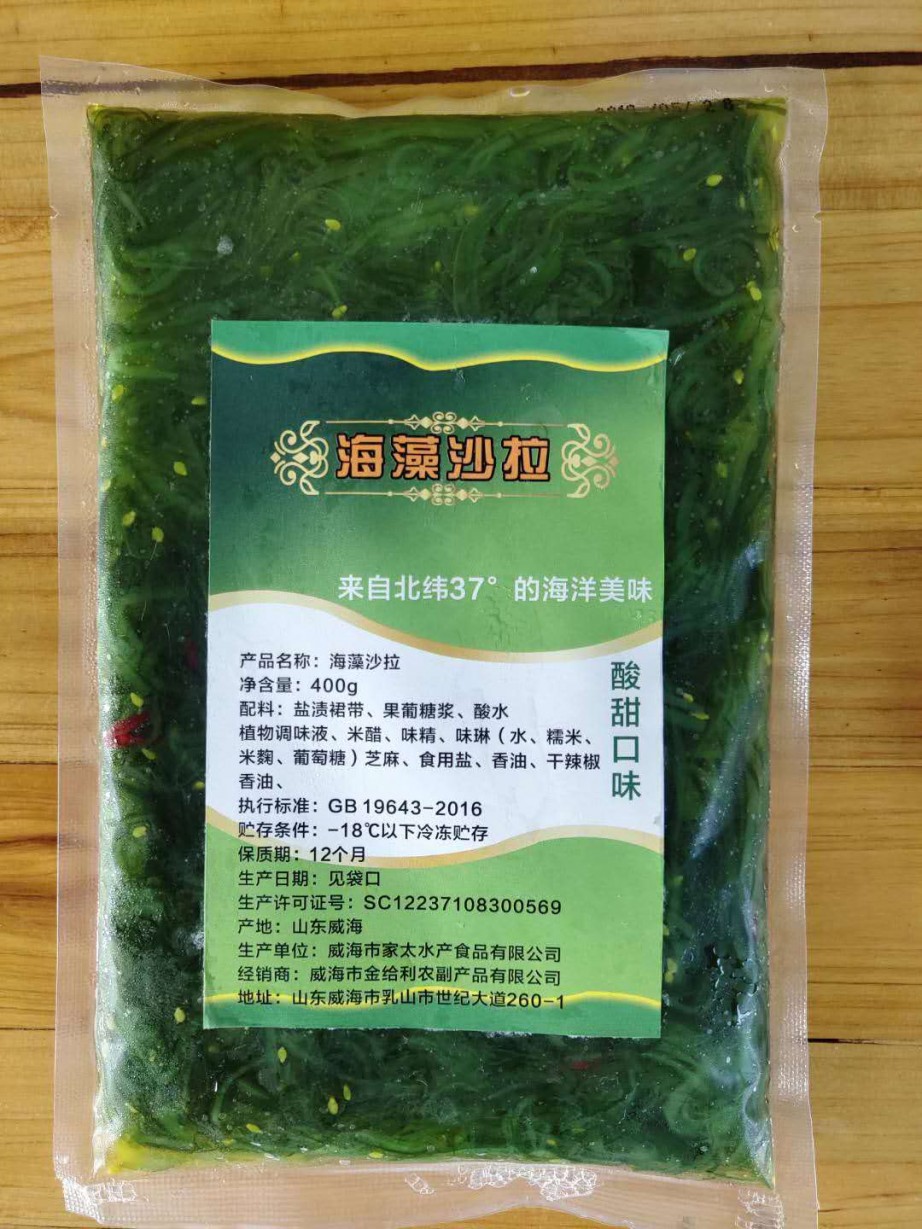 海藻沙拉
来自北纬37°的海洋美味
酸甜口味
产品名称：海藻沙拉
净含量：400g
配料：盐渍裙带、果葡糖浆、酸水
植物调味液、米醋、味精、味琳（水、糯米、
米麴、葡萄糖）芝麻、食用盐、香油、干辣椒
香油、
执行标准：GB 19643-2016
贮存条件：-18℃以下冷冻贮存
保质期：12个月
生产日期：见袋口
生产许可证号：SC12237108300569
产地：山东威海
生产单位：威海市家太水产食品有限公司
经销商：威海市金给利农副产品有限公司
地址：山东威海市乳山市世纪大道260-1